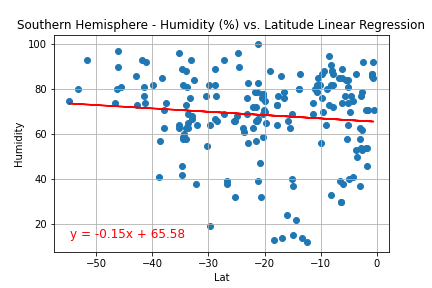 Southern Hemisphere - Humidity (%) vs. Latitude Linear Regression
100
80
60
40
20
Humidity
y = -0.15x + 65.58
−50
−40
−30
−20
−10
0
Lat